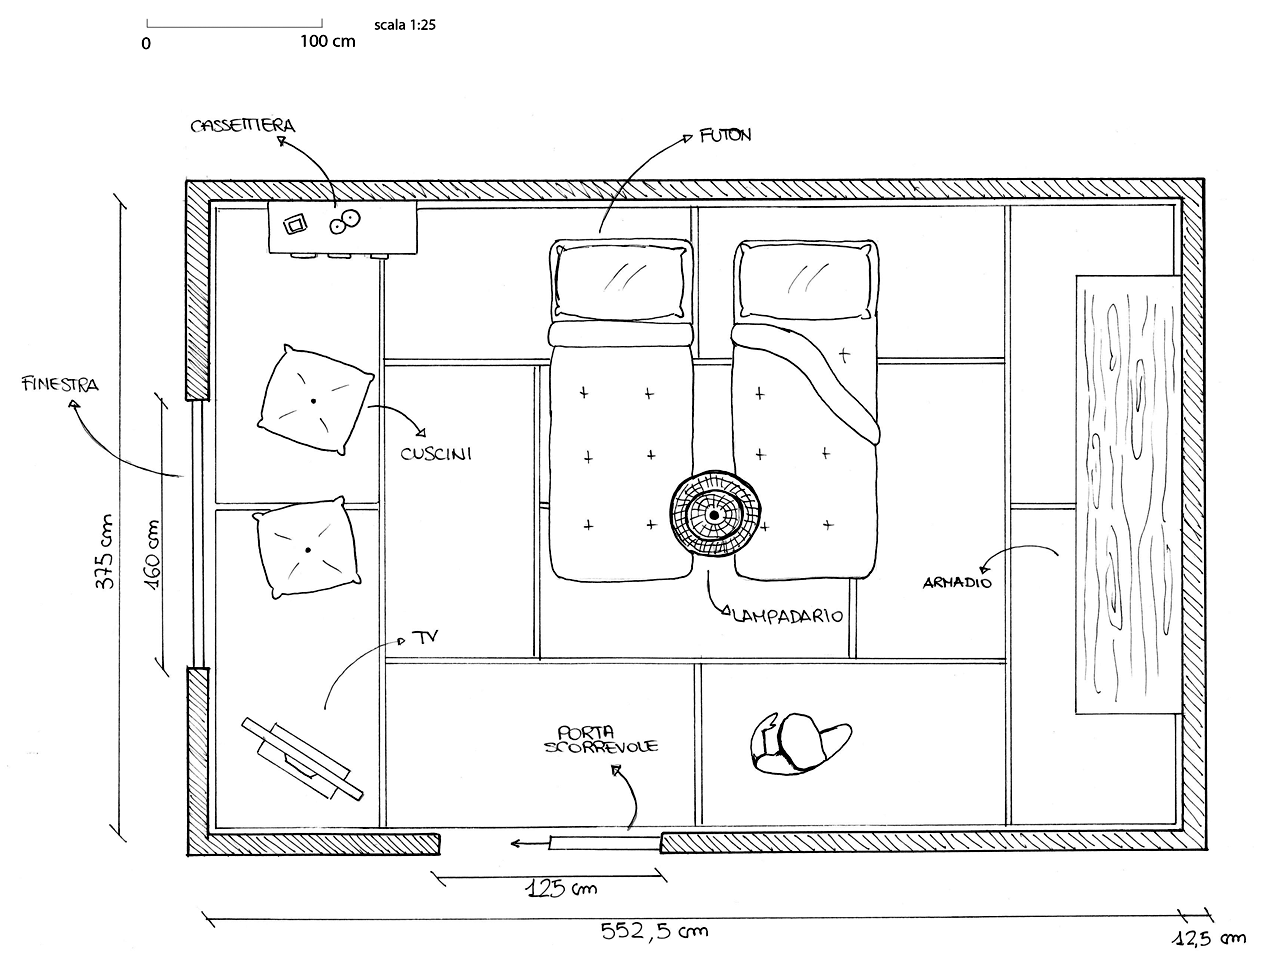 scala 1:25
0
100 cm
CASSETTIERA
FUTON
FINESTRA
CUSCINI
375 cm
160 cm
ARMADIO
LAMPADARIO
TV
PORTA
SCORREVOLE
125 cm
552,5 cm
12,5 cm